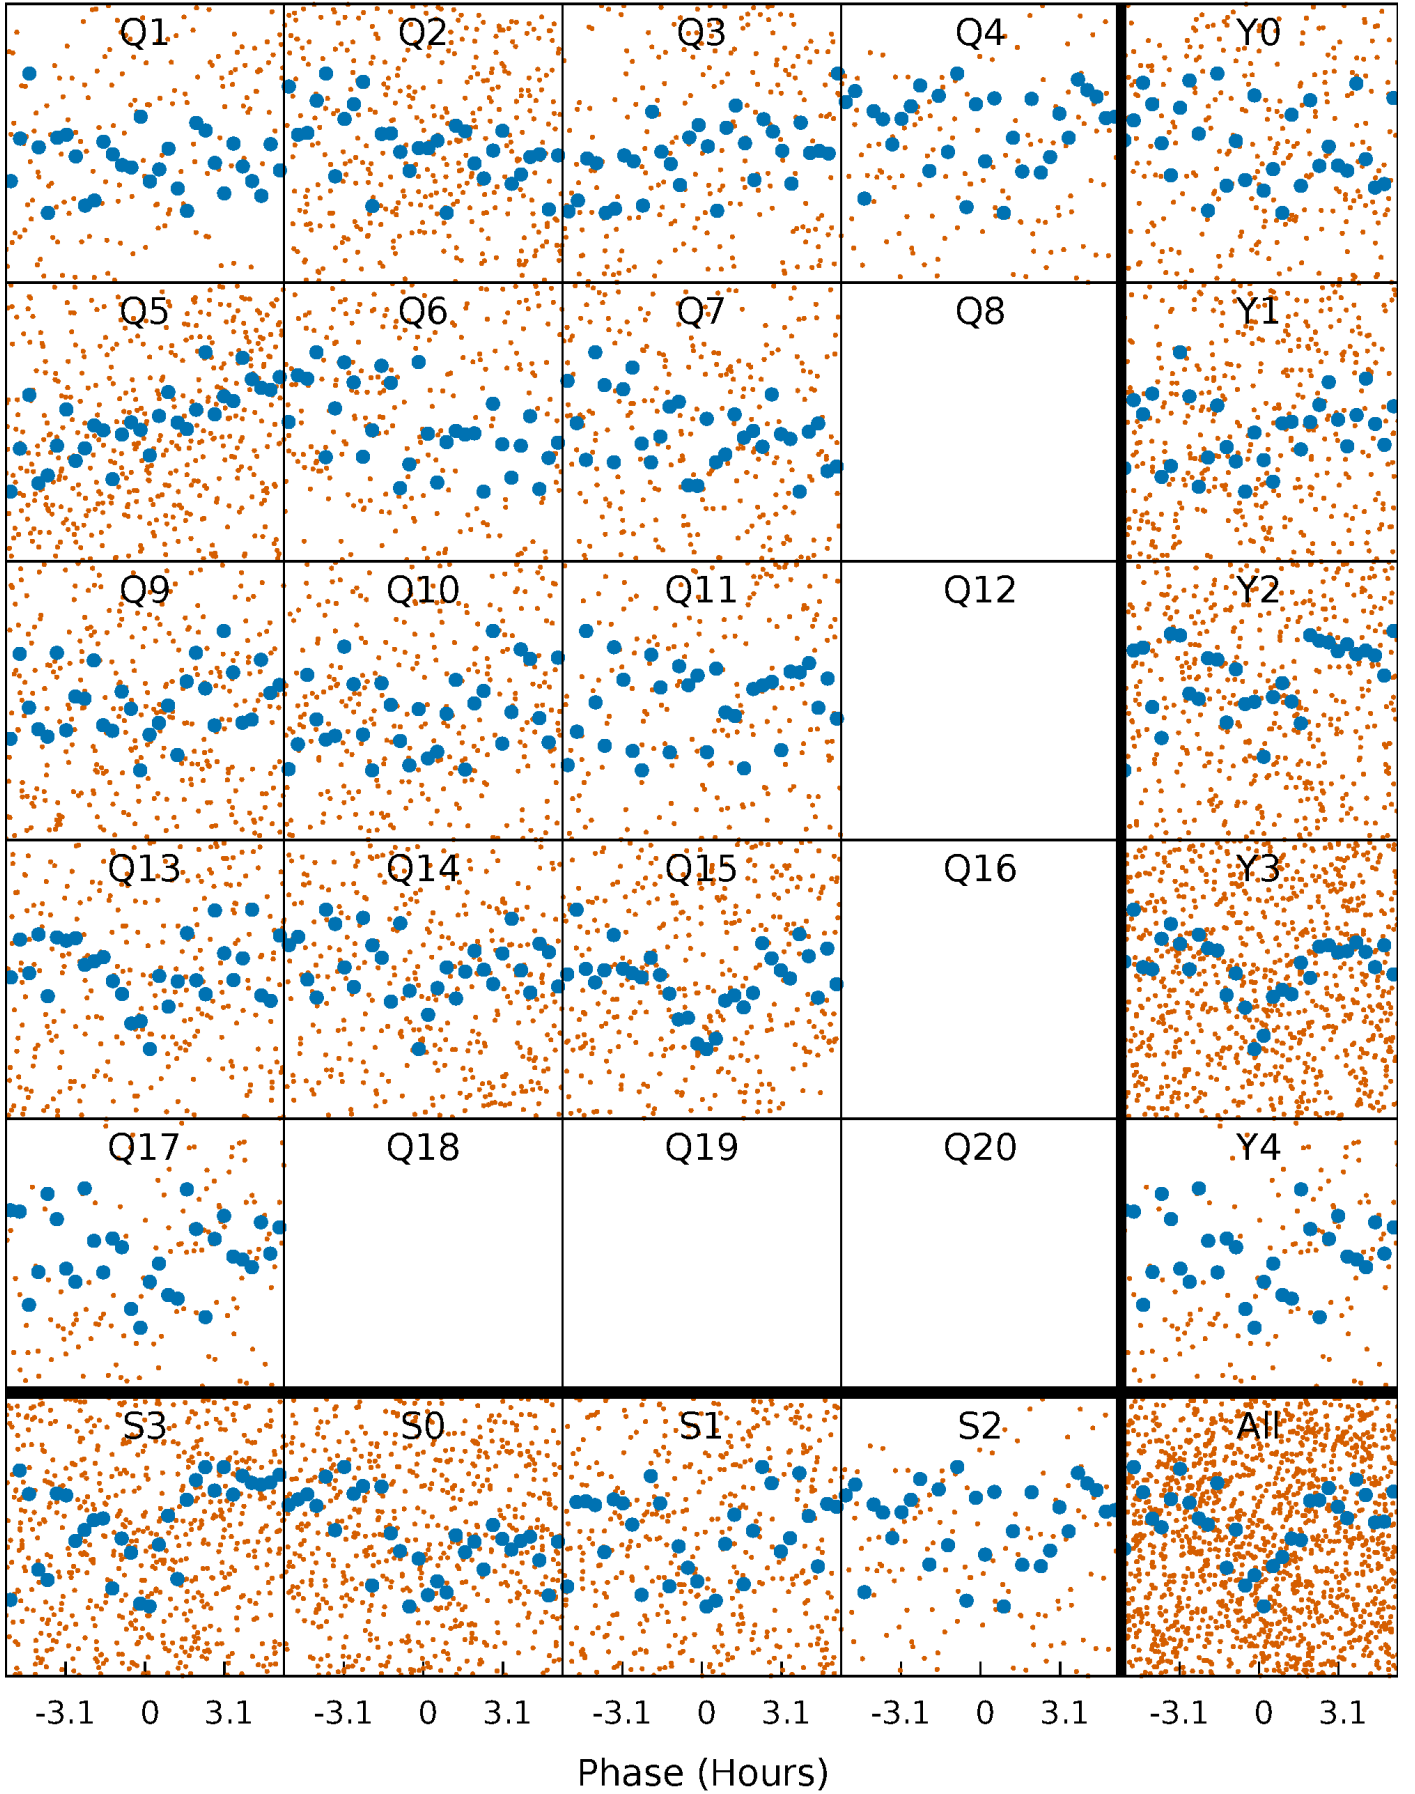 Q1 Q2 Q3 Q4 Y0
Q5 Q6 Q7 Q8 Y1
Q9 Q10 Q11 Q12 Y2
Q13 Q14 Q15 Q16 Y3
Q17 Q18 Q19 Q20 Y4
S3 S0 S1 S2 All
-3.1 0 3.1 -3.1 0 3.1 -3.1 0 3.1 -3.1 0 3.1 -3.1 0 3.1
Phase (Hours)